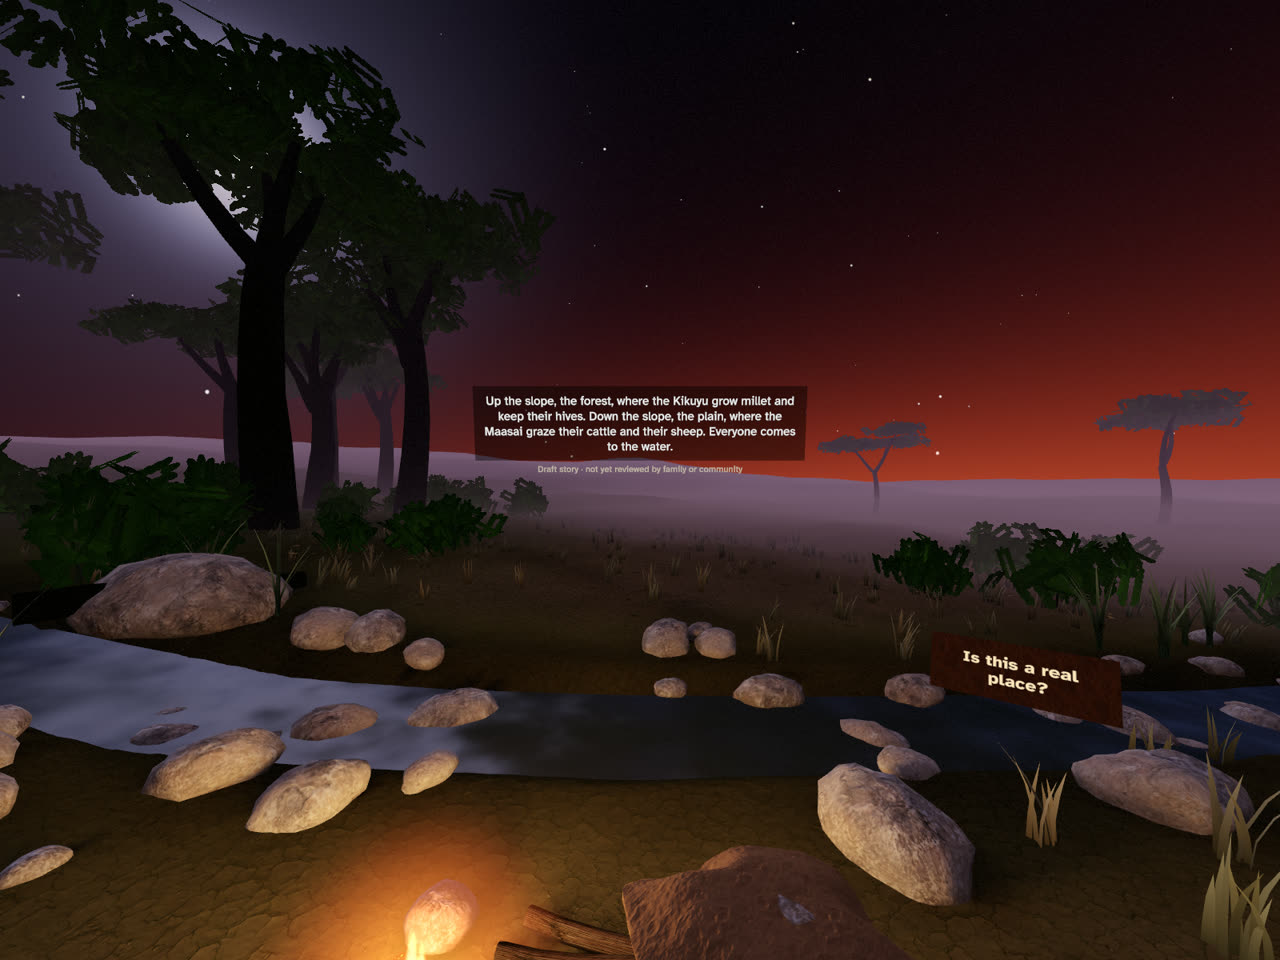 Up the slope, the forest, where the Kikuyu grow millet and
keep their hives. Down the slope, the plain, where the
Maasai graze their cattle and their sheep. Everyone comes
to the water.
Draft story · not yet reviewed by family or community
Is this a real
place?